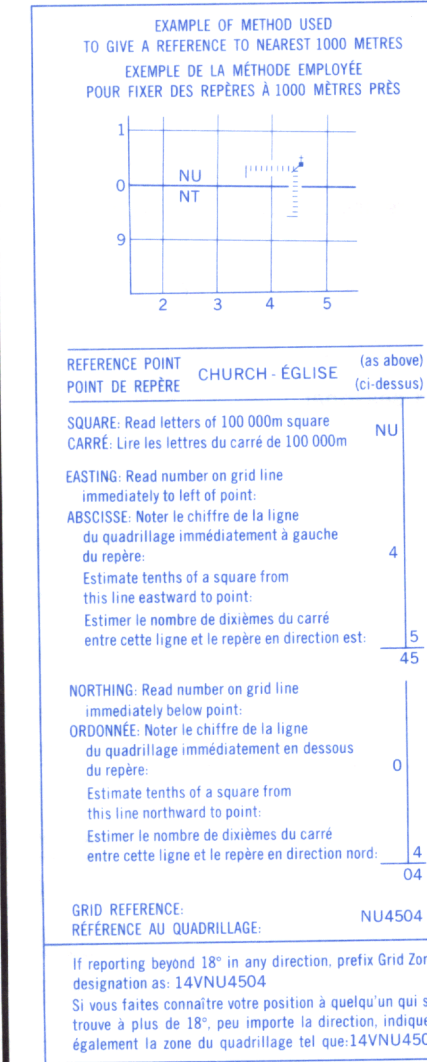 EXAMPLE OF METHOD USED
TO GIVE A REFERENCE TO NEAREST 1000 METRES
EXEMPLE DE LA MÉTHODE EMPLOYÉE
POUR FIXER DES REPÈRES À 1000 MÈTRES PRÈS
1
NU
0
NT
9
2 3 4 5
REFERENCE POINT
POINT DE REPÈRE
CHURCH - ÉGLISE
(as above)
(ci-dessus)
SQUARE: Read letters of 100 000m square
CARRÉ: Lire les lettres du carré de 100 000m
NU
EASTING: Read number on grid line
immediately to left of point:
ABSCISSE: Noter le chiffre de la ligne
du quadrillage immédiatement à gauche
du repère: 4
Estimate tenths of a square from
this line eastward to point:
Estimer le nombre de dixièmes du carré
entre cette ligne et le repère en direction est: 5
45
NORTHING: Read number on grid line
immediately below point:
ORDONNÉE: Noter le chiffre de la ligne
du quadrillage immédiatement en dessous
du repère: 0
Estimate tenths of a square from
this line northward to point:
Estimer le nombre de dixièmes du carré
entre cette ligne et le repère en direction nord: 4
04
GRID REFERENCE:
RÉFÉRENCE AU QUADRILLAGE:
NU4504
If reporting beyond 18° in any direction, prefix Grid Zon
designation as: 14VNU4504
Si vous faites connaître votre position à quelqu'un qui s
trouve à plus de 18°, peu importe la direction, indique
également la zone du quadrillage tel que:14VNU450